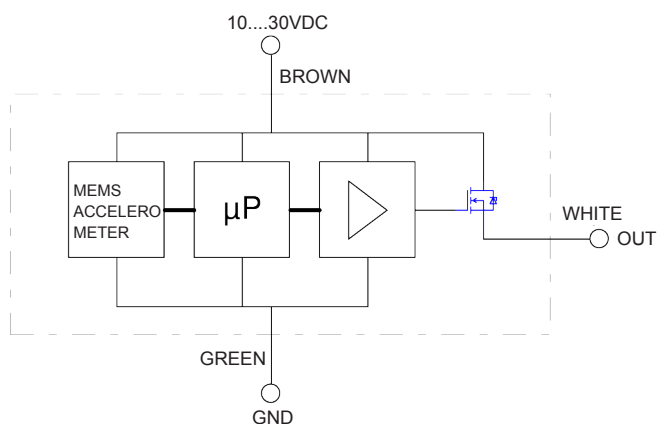 10....30VDC
BROWN
MEMS
ACCELERO
METER
µP
WHITE
OUT
GREEN
GND